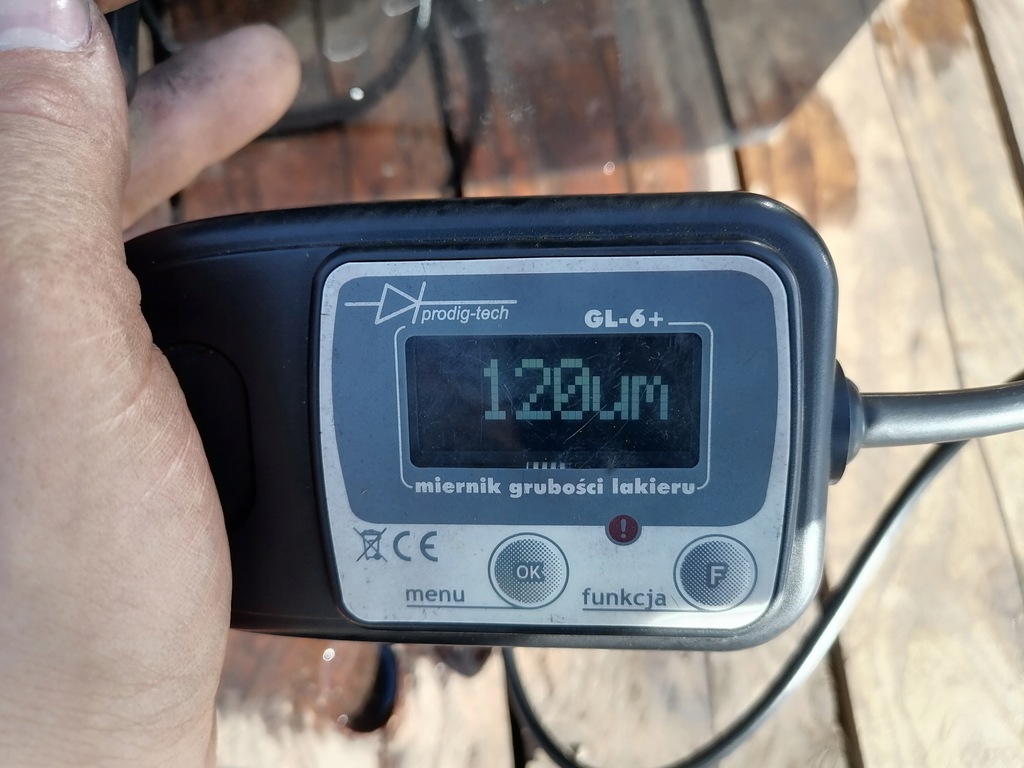 prodig-tech
GL-6+
120um
miernik grubości lakieru
!
CE
OK
F
menu
funkcja